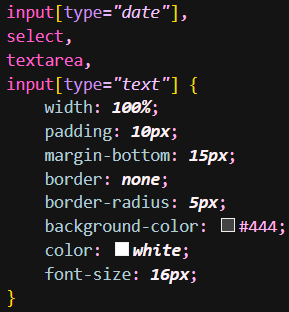 input[type="date"],
select,
textarea,
input[type="text"] {
    width: 100%;
    padding: 10px;
    margin-bottom: 15px;
    border: none;
    border-radius: 5px;
    background-color: #444;
    color: white;
    font-size: 16px;
}